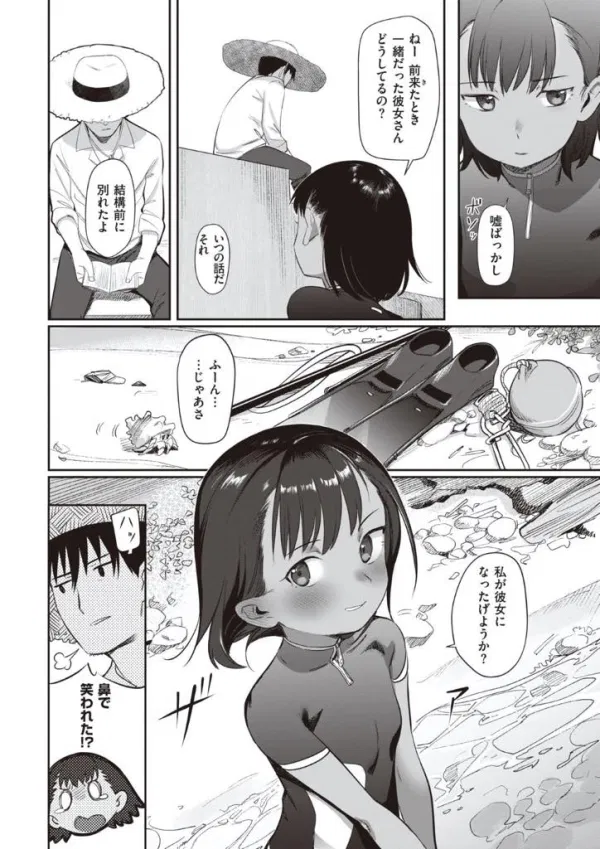 嘘ばっかし
ボソッ
ねー 前来たとき
一緒だった彼女さん
どうしてるの？
いつの話だ
それ
結構前に
別れたよ
ふーん…
…じゃあさ
私が彼女に
なったげようか？
ハッ
鼻で
笑われた!?